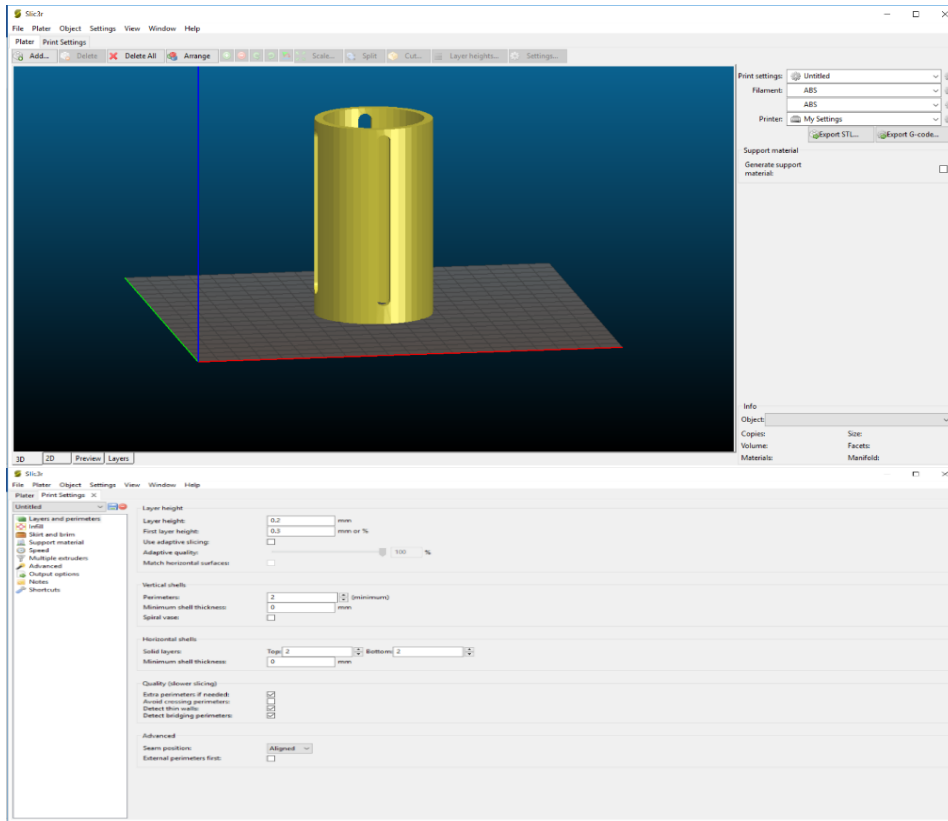 Slic3r
File Plater Object Settings View Window Help
Plater Print Settings
Add... Delete Delete All Arrange Scale... Split Cut... Layer heights... Settings...
Print settings: Untitled
Filament: ABS
ABS
Printer: My Settings
Export STL... Export G-code...
Support material
Generate support
material:
Info
Object:
Copies: Size:
Volume: Facets:
Materials: Manifold:
3D 2D Preview Layers
Slic3r
File Plater Object Settings View Window Help
Plater Print Settings
Untitled
Layers and perimeters
Infill
Skirt and brim
Support material
Speed
Multiple extruders
Advanced
Output options
Notes
Shortcuts
Layer height
Layer height: 0.2 mm
First layer height: 0.3 mm or %
Use adaptive slicing:
Adaptive quality: 100 %
Match horizontal surfaces:
Vertical shells
Perimeters: 2 (minimum)
Minimum shell thickness: 0 mm
Spiral vase:
Horizontal shells
Solid layers: Top: 2 Bottom: 2
Minimum shell thickness: 0 mm
Quality (slower slicing)
Extra perimeters if needed:
Avoid crossing perimeters:
Detect thin walls:
Detect bridging perimeters:
Advanced
Seam position: Aligned
External perimeters first: